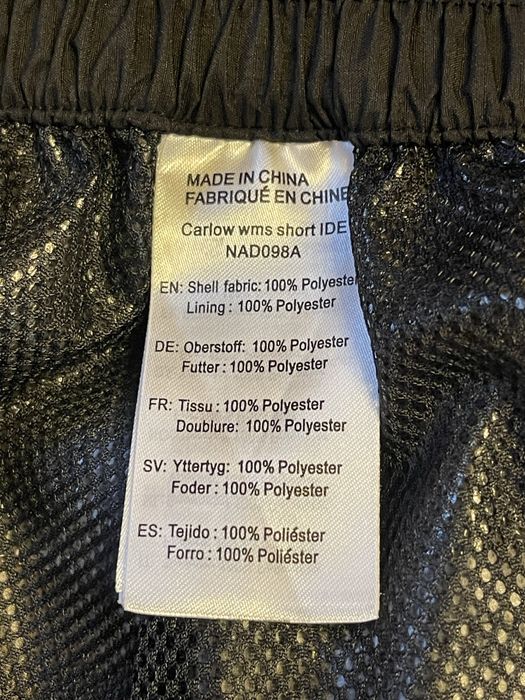 MADE IN CHINA
FABRIQUÉ EN CHINE
Carlow wms short IDE
NAD098A
EN: Shell fabric: 100% Polyester
Lining : 100% Polyester
DE: Oberstoff: 100% Polyester
Futter : 100% Polyester
FR: Tissu : 100% Polyester
Doublure: 100% Polyester
SV: Yttertyg: 100% Polyester
Foder : 100% Polyester
ES: Tejido : 100% Poliéster
Forro : 100% Poliéster